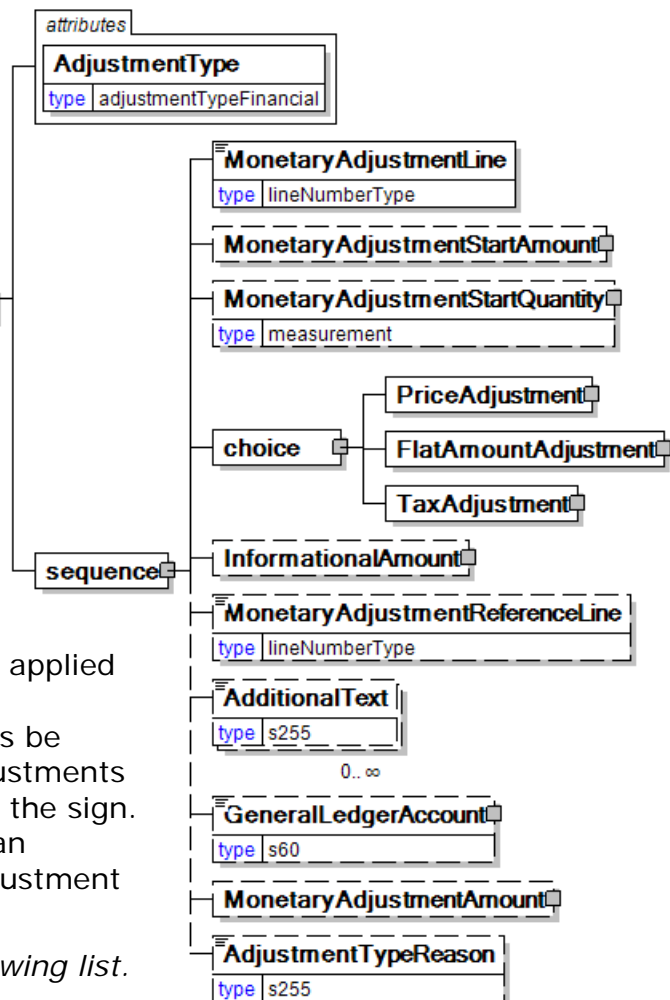 attributes
AdjustmentType
type adjustmentTypeFinancial
MonetaryAdjustmentLine
type lineNumberType
MonetaryAdjustmentStartAmount
MonetaryAdjustmentStartQuantity
type measurement
choice
PriceAdjustment
FlatAmountAdjustment
TaxAdjustment
sequence
InformationalAmount
MonetaryAdjustmentReferenceLine
type lineNumberType
AdditionalText
type s255
0.. ∞
GeneralLedgerAccount
type s60
MonetaryAdjustmentAmount
AdjustmentTypeReason
type s255
applied
s be
ustments
the sign.
an
justment
wing list.